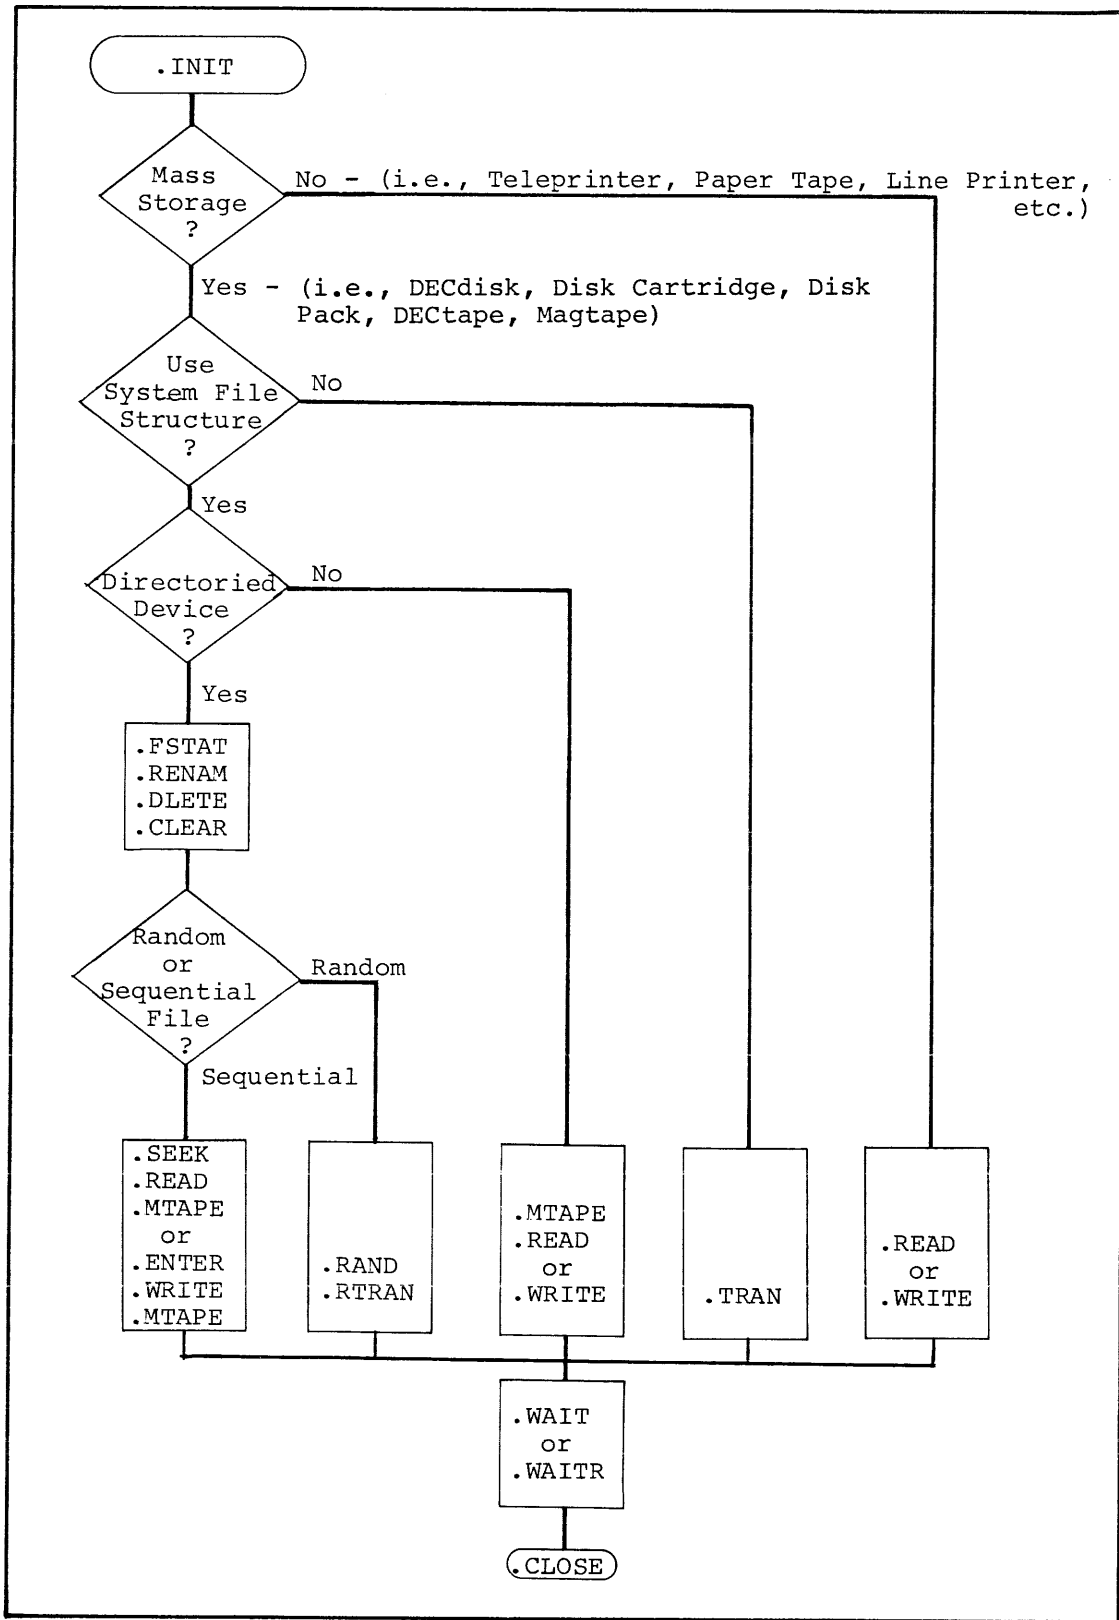 .INIT
Mass
Storage
?
No - (i.e., Teleprinter, Paper Tape, Line Printer,
etc.)
Yes - (i.e., DECdisk, Disk Cartridge, Disk
Pack, DECtape, Magtape)
Use
System File
Structure
?
No
Yes
Directoried
Device
?
No
Yes
.FSTAT
.RENAM
.DLETE
.CLEAR
Random
or
Sequential
File
?
Random
Sequential
.SEEK
.READ
.MTAPE
or
.ENTER
.WRITE
.MTAPE
.RAND
.RTRAN
.MTAPE
.READ
or
.WRITE
.TRAN
.READ
or
.WRITE
.WAIT
or
.WAITR
.CLOSE